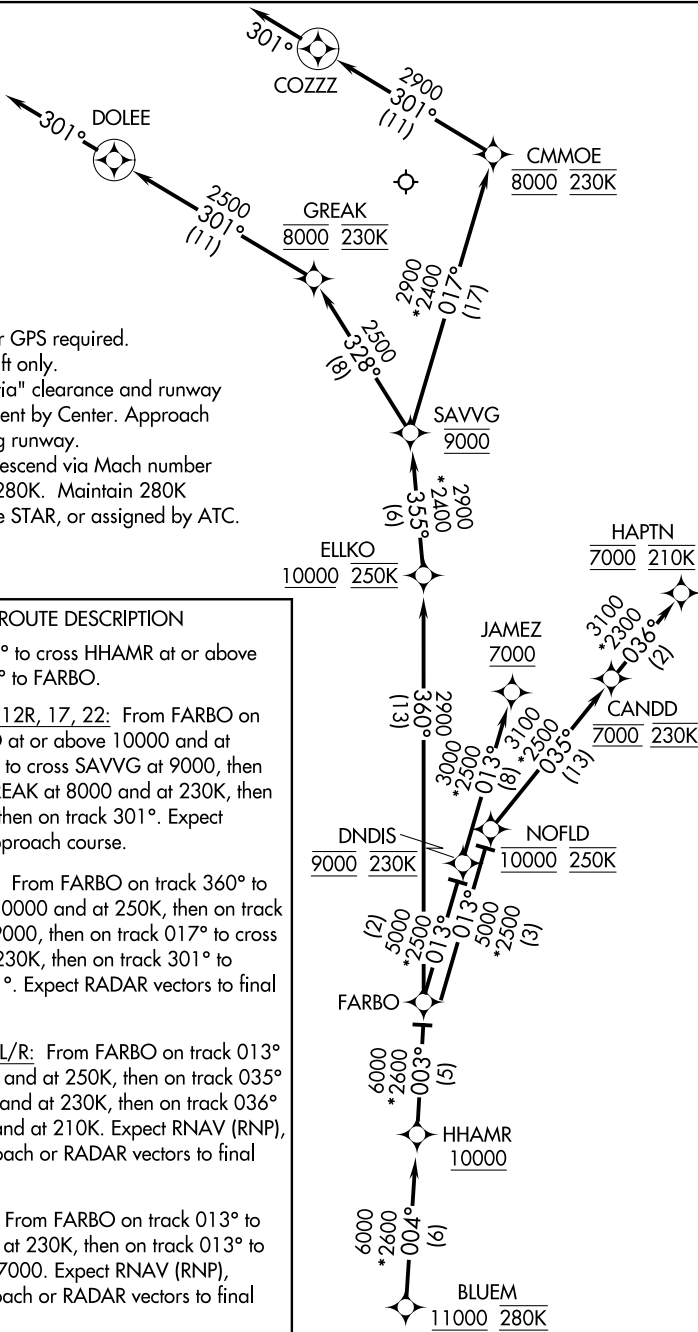 301°
COZZZ
2900
301°
(11)
CMMOE
8000 230K
301°
DOLEE
2500
301°
(11)
GREAK
8000 230K
2900
*2400
017°
(17)
2500
328°
(8)
r GPS required.
ft only.
via" clearance and runway
ent by Center. Approach
g runway.
escend via Mach number
280K. Maintain 280K
e STAR, or assigned by ATC.
SAVVG
9000
2900
*2400
355°
(6)
ELLKO
10000 250K
HAPTN
7000 210K
3100
*2300
036°
(2)
JAMEZ
7000
CANDD
7000 230K
2900
360°
(13)
3000
*2500
013°
(8)
3100
*2500
035°
(13)
DNDIS
9000 230K
NOFLD
10000 250K
(2)
5000
*2500
013°
013°
5000
*2500
(3)
FARBO
6000
*2600
003°
(5)
HHAMR
10000
6000
*2600
004°
(6)
BLUEM
11000 280K
ROUTE DESCRIPTION
° to cross HHAMR at or above
° to FARBO.
12R, 17, 22: From FARBO on
O at or above 10000 and at
to cross SAVVG at 9000, then
REAK at 8000 and at 230K, then
then on track 301°. Expect
pproach course.
From FARBO on track 360° to
0000 and at 250K, then on track
9000, then on track 017° to cross
230K, then on track 301° to
1°. Expect RADAR vectors to final
L/R: From FARBO on track 013°
and at 250K, then on track 035°
and at 230K, then on track 036°
and at 210K. Expect RNAV (RNP),
oach or RADAR vectors to final
From FARBO on track 013° to
at 230K, then on track 013° to
7000. Expect RNAV (RNP),
oach or RADAR vectors to final